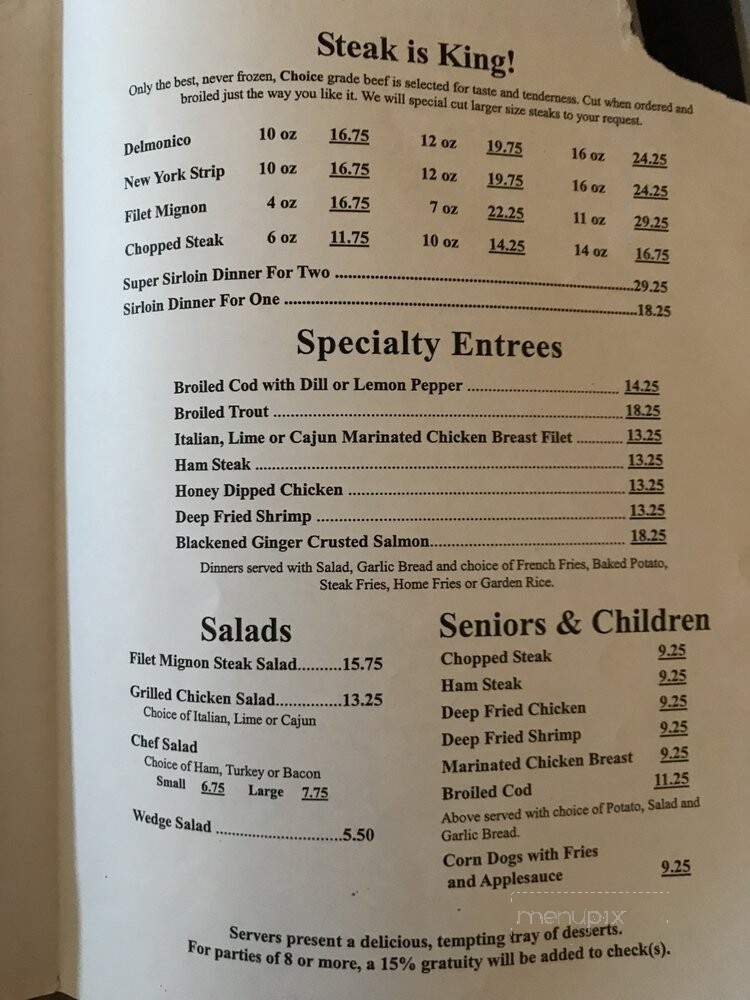 Steak is King!
Only the best, never frozen, Choice grade beef is selected for taste and tenderness. Cut when ordered and
broiled just the way you like it. We will special cut larger size steaks to your request.
Delmonico 10 oz 16.75 12 oz 19.75 16 oz 24.25
New York Strip 10 oz 16.75 12 oz 19.75 16 oz 24.25
Filet Mignon 4 oz 16.75 7 oz 22.25 11 oz 29.25
Chopped Steak 6 oz 11.75 10 oz 14.25 14 oz 16.75
Super Sirloin Dinner For Two ..........29.25
Sirloin Dinner For One ..........18.25
Specialty Entrees
Broiled Cod with Dill or Lemon Pepper .......... 14.25
Broiled Trout .......... 18.25
Italian, Lime or Cajun Marinated Chicken Breast Filet .......... 13.25
Ham Steak .......... 13.25
Honey Dipped Chicken .......... 13.25
Deep Fried Shrimp .......... 13.25
Blackened Ginger Crusted Salmon.......... 18.25
Dinners served with Salad, Garlic Bread and choice of French Fries, Baked Potato,
Steak Fries, Home Fries or Garden Rice.
Salads
Filet Mignon Steak Salad..........15.75
Grilled Chicken Salad..........13.25
Choice of Italian, Lime or Cajun
Chef Salad
Choice of Ham, Turkey or Bacon
Small 6.75 Large 7.75
Wedge Salad ..........5.50
Seniors & Children
Chopped Steak 9.25
Ham Steak 9.25
Deep Fried Chicken 9.25
Deep Fried Shrimp 9.25
Marinated Chicken Breast 9.25
Broiled Cod 11.25
Above served with choice of Potato, Salad and
Garlic Bread.
Corn Dogs with Fries
and Applesauce 9.25
menupix
Servers present a delicious, tempting tray of desserts.
For parties of 8 or more, a 15% gratuity will be added to check(s).